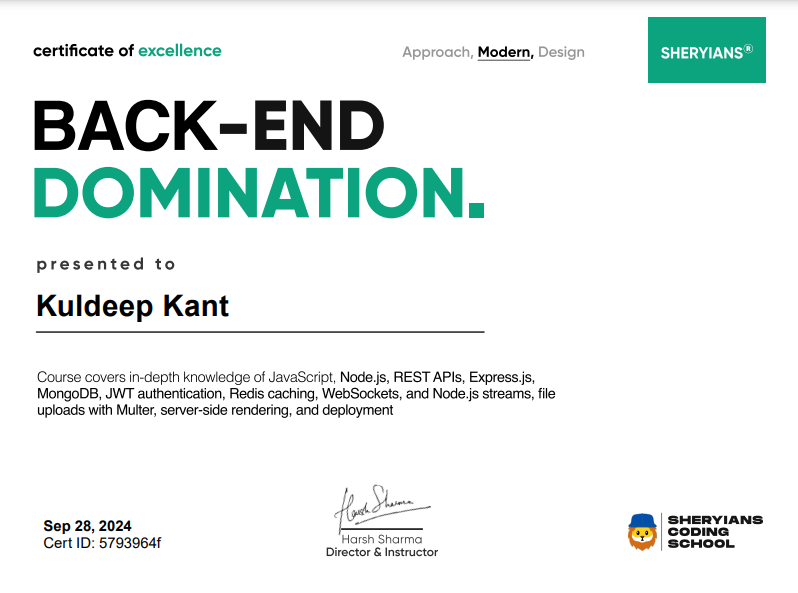 certificate of excellence
Approach, Modern, Design
SHERYIANS®
BACK-END
DOMINATION.
presented to
Kuldeep Kant
Course covers in-depth knowledge of JavaScript, Node.js, REST APIs, Express.js,
MongoDB, JWT authentication, Redis caching, WebSockets, and Node.js streams, file
uploads with Multer, server-side rendering, and deployment
Sep 28, 2024
Cert ID: 5793964f
Harsh Sharma
Harsh Sharma
Director & Instructor
SHERYIANS
CODING
SCHOOL